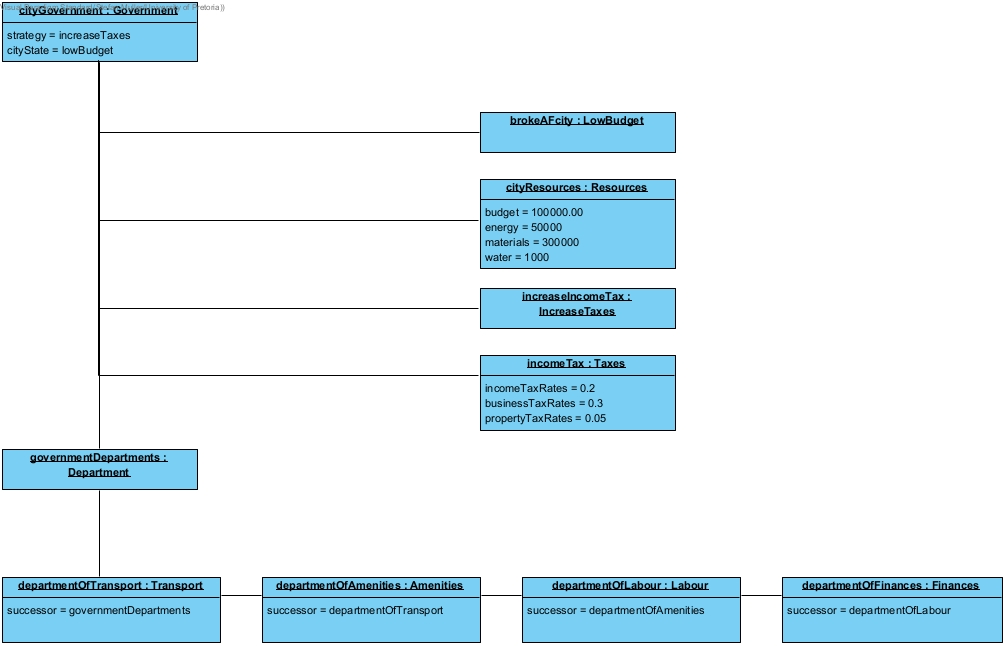 cityGovernment : Government
strategy = increaseTaxes
cityState = lowBudget
brokeAFcity : LowBudget
cityResources : Resources
budget = 100000.00
energy = 50000
materials = 300000
water = 1000
increaseIncomeTax :
IncreaseTaxes
incomeTax : Taxes
incomeTaxRates = 0.2
businessTaxRates = 0.3
propertyTaxRates = 0.05
governmentDepartments :
Department
departmentOfTransport : Transport
successor = governmentDepartments
departmentOfAmenities : Amenities
successor = departmentOfTransport
departmentOfLabour : Labour
successor = departmentOfAmenities
departmentOfFinances : Finances
successor = departmentOfLabour